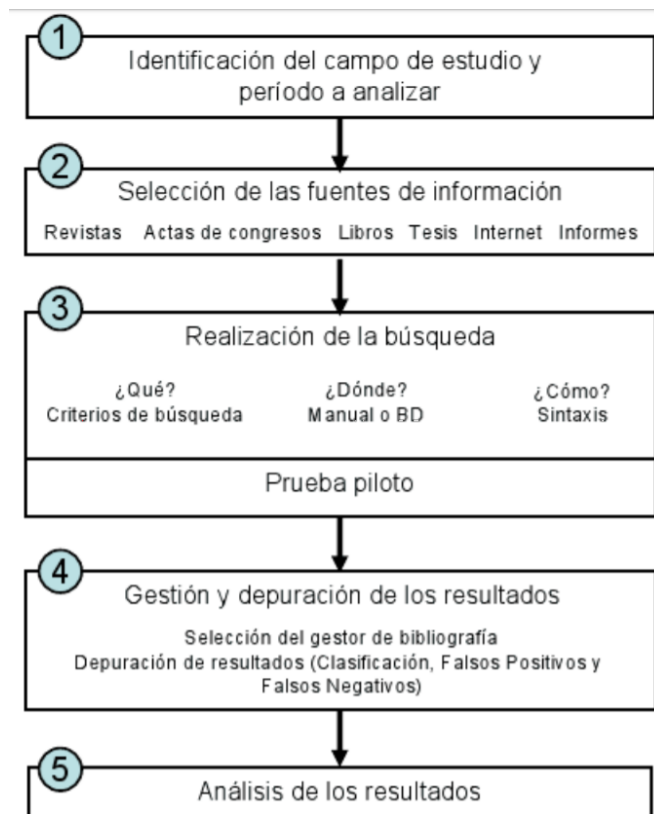 1
Identificación del campo de estudio y
período a analizar
2
Selección de las fuentes de información
Revistas Actas de congresos Libros Tesis Internet Informes
3
Realización de la búsqueda
¿Qué? ¿Dónde? ¿Cómo?
Criterios de búsqueda Manual o BD Sintaxis
Prueba piloto
4
Gestión y depuración de los resultados
Selección del gestor de bibliografía
Depuración de resultados (Clasificación, Falsos Positivos y
Falsos Negativos)
5
Análisis de los resultados